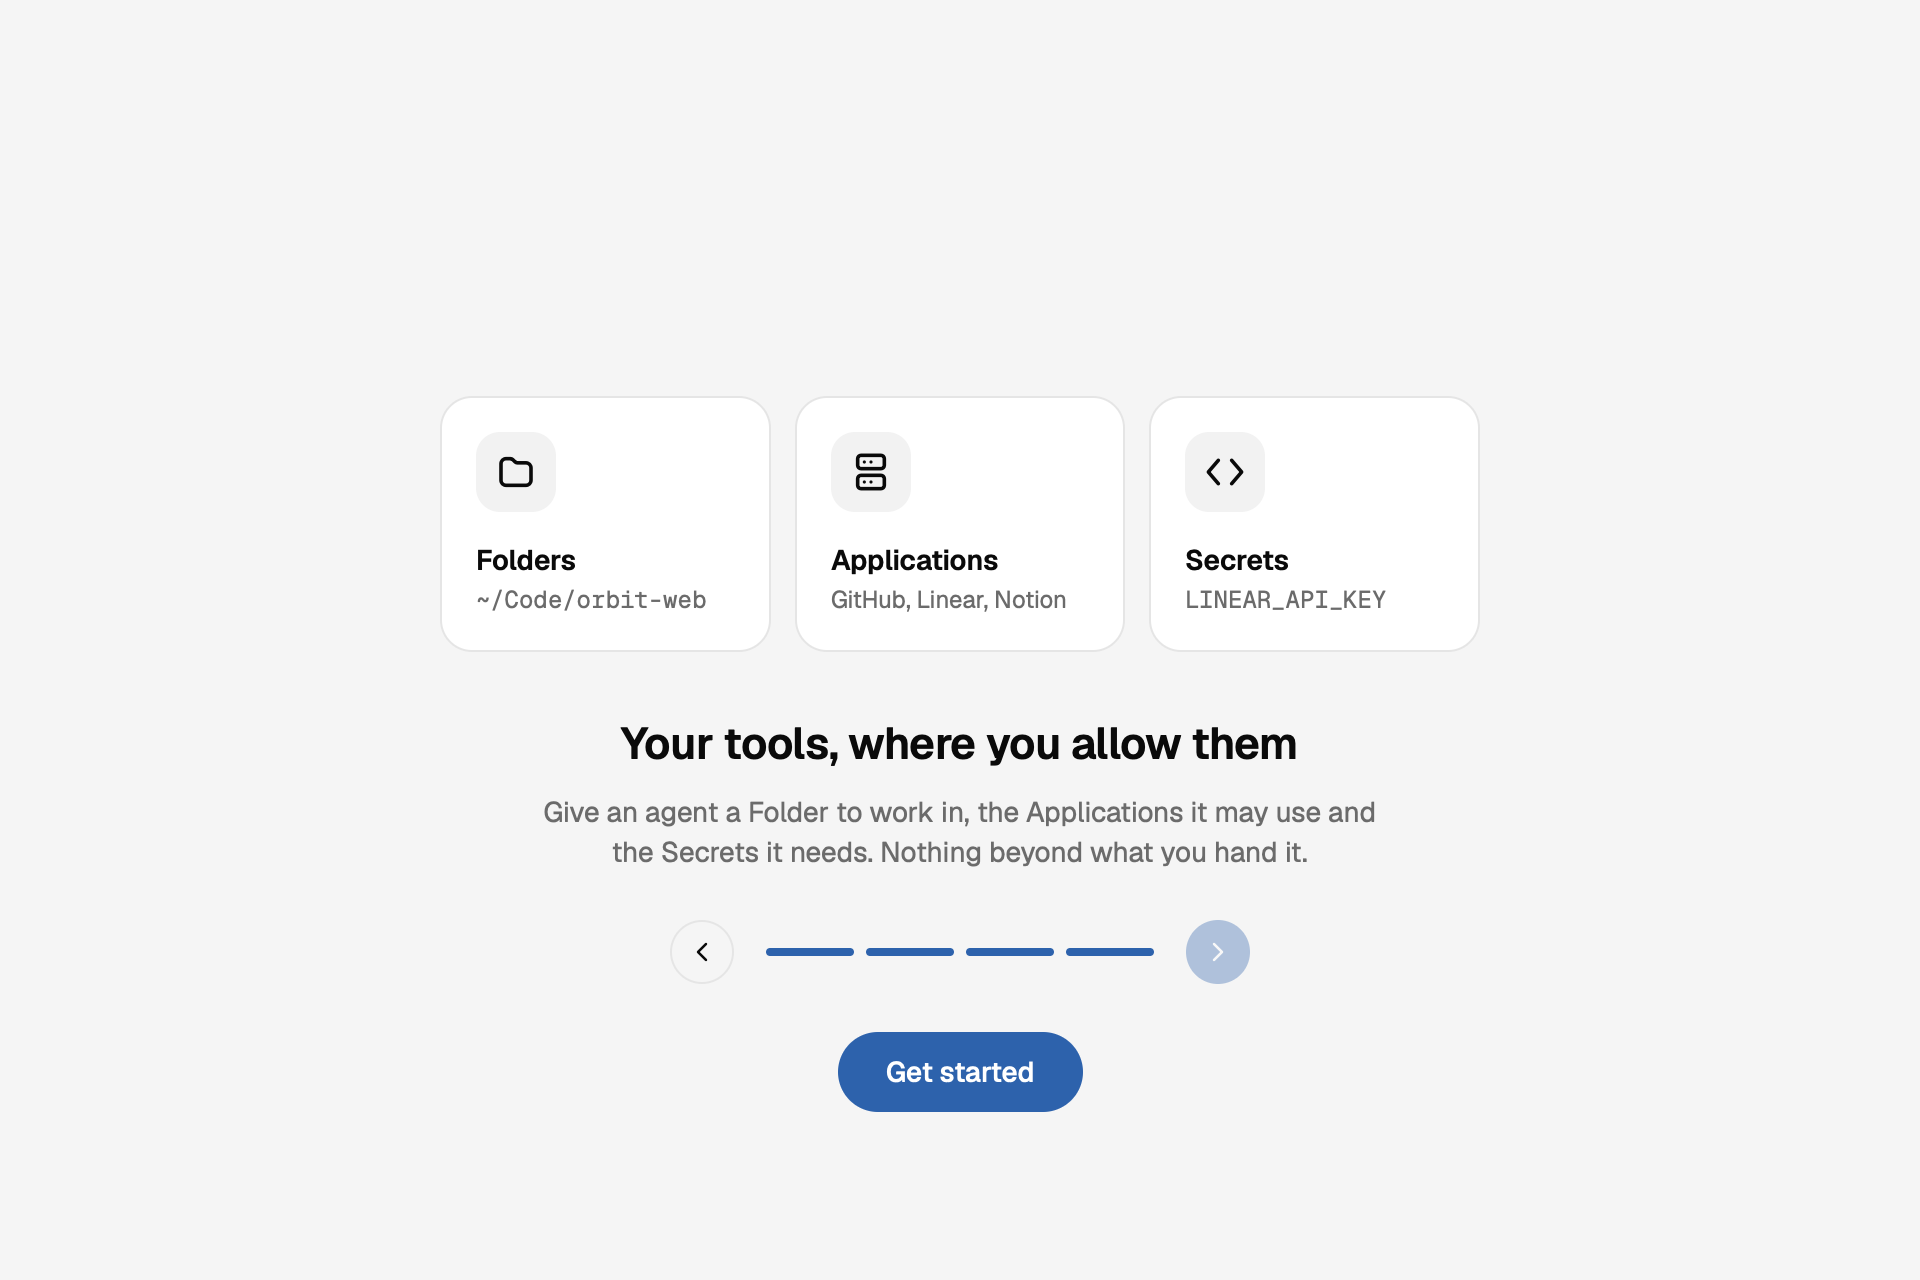 Folders
~/Code/orbit-web
Applications
GitHub, Linear, Notion
Secrets
LINEAR_API_KEY
Your tools, where you allow them
Give an agent a Folder to work in, the Applications it may use and
the Secrets it needs. Nothing beyond what you hand it.
Get started